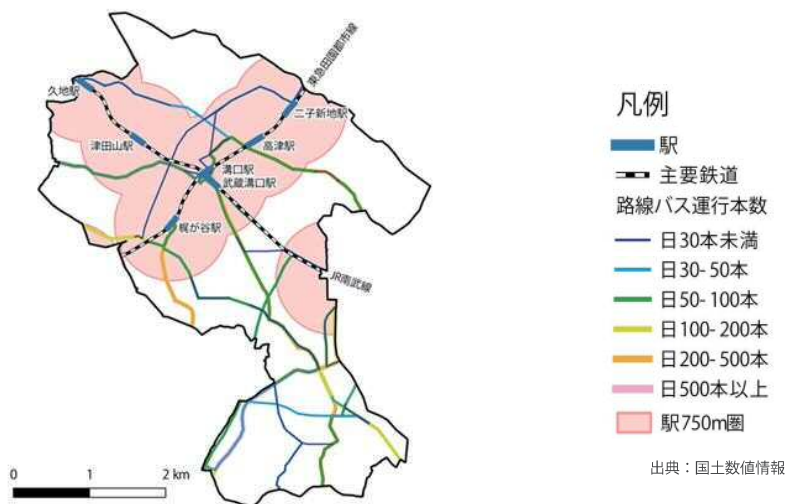 東急田園都市線
久地駅
二子新地駅
津田山駅
高津駅
溝口駅
武蔵溝口駅
梶が谷駅
JR南武線
0 1 2 km
凡例
駅
主要鉄道
路線バス運行本数
日30本未満
日30-50本
日50-100本
日100-200本
日200-500本
日500本以上
駅750m圏
出典：国土数値情報